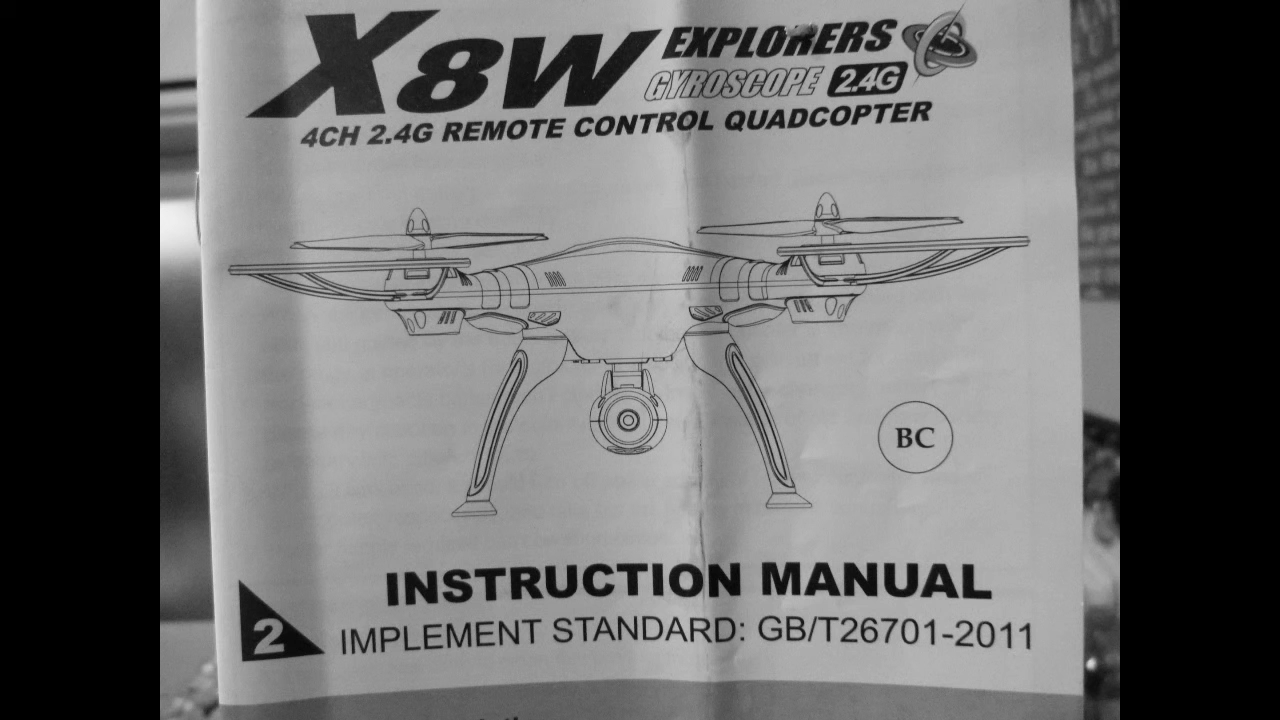 X8W EXPLORERS
GYROSCOPE 2.4G
4CH 2.4G REMOTE CONTROL QUADCOPTER
BC
INSTRUCTION MANUAL
2
IMPLEMENT STANDARD: GB/T26701-2011